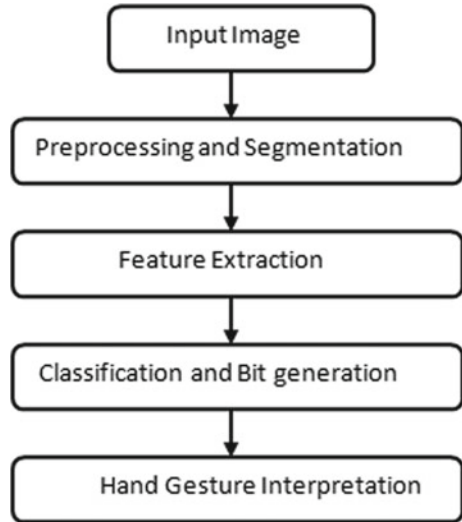 Input Image
Preprocessing and Segmentation
Feature Extraction
Classification and Bit generation
Hand Gesture Interpretation